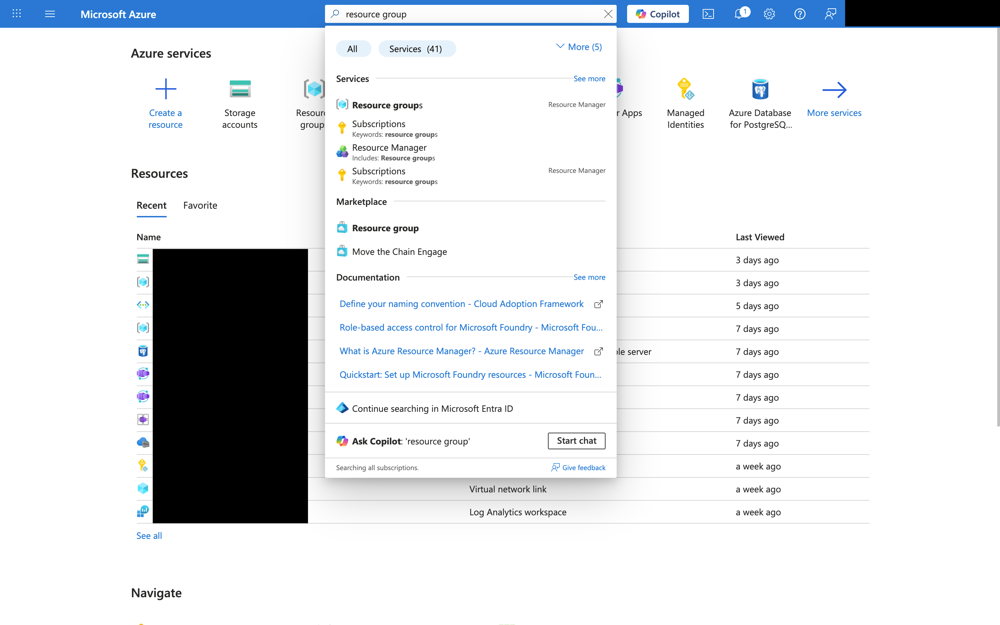 Microsoft Azure
resource group
Copilot
1
All
Services (41)
More (5)
Azure services
Create a
resource
Storage
accounts
Managed
Identities
Azure Database
for PostgreSQ...
More services
Services
See more
Resource groups
Resource Manager
Subscriptions
Keywords: resource groups
Resource Manager
Includes: Resource groups
Subscriptions
Resource Manager
Keywords: resource groups
Marketplace
Resource group
Move the Chain Engage
Documentation
See more
Define your naming convention - Cloud Adoption Framework
Role-based access control for Microsoft Foundry - Microsoft Fou...
What is Azure Resource Manager? - Azure Resource Manager
Quickstart: Set up Microsoft Foundry resources - Microsoft Foun...
Continue searching in Microsoft Entra ID
Ask Copilot: 'resource group'
Start chat
Searching all subscriptions.
Give feedback
Resources
Recent
Favorite
Name
Last Viewed
3 days ago
3 days ago
5 days ago
7 days ago
server
7 days ago
7 days ago
7 days ago
7 days ago
7 days ago
a week ago
Virtual network link
a week ago
Log Analytics workspace
a week ago
See all
Navigate